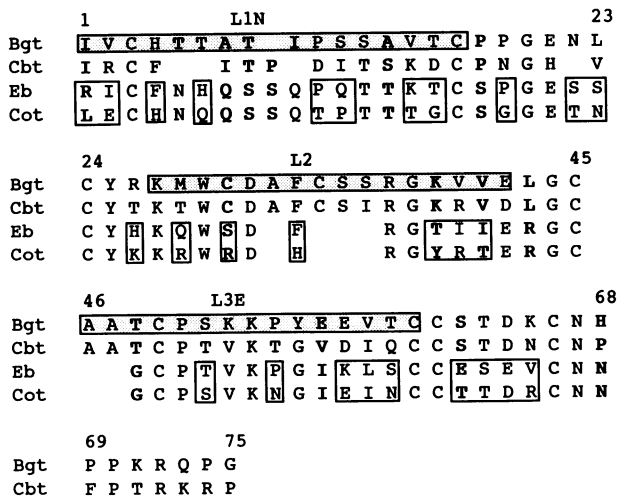 1 L1N 23
Bgt I V C H T T A T I P S S A V T C P P G E N L
Cbt I R C F I T P D I T S K D C P N G H V
Eb R I C F N H Q S S Q P Q T T K T C S P G E S S
Cot L E C H N Q Q S S Q T P T T T G C S G G E T N
24 L2 45
Bgt C Y R K M W C D A F C S S R G K V V E L G C
Cbt C Y T K T W C D A F C S I R G K R V D L G C
Eb C Y H K Q W S D F R G T I I E R G C
Cot C Y K K R W R D H R G Y R T E R G C
46 L3E 68
Bgt A A T C P S K K P Y E E V T C C S T D K C N H
Cbt A A T C P T V K T G V D I Q C C S T D N C N P
Eb G C P T V K P G I K L S C C E S E V C N N
Cot G C P S V K N G I E I N C C T T D R C N N
69 75
Bgt P P K R Q P G
Cbt F P T R K R P